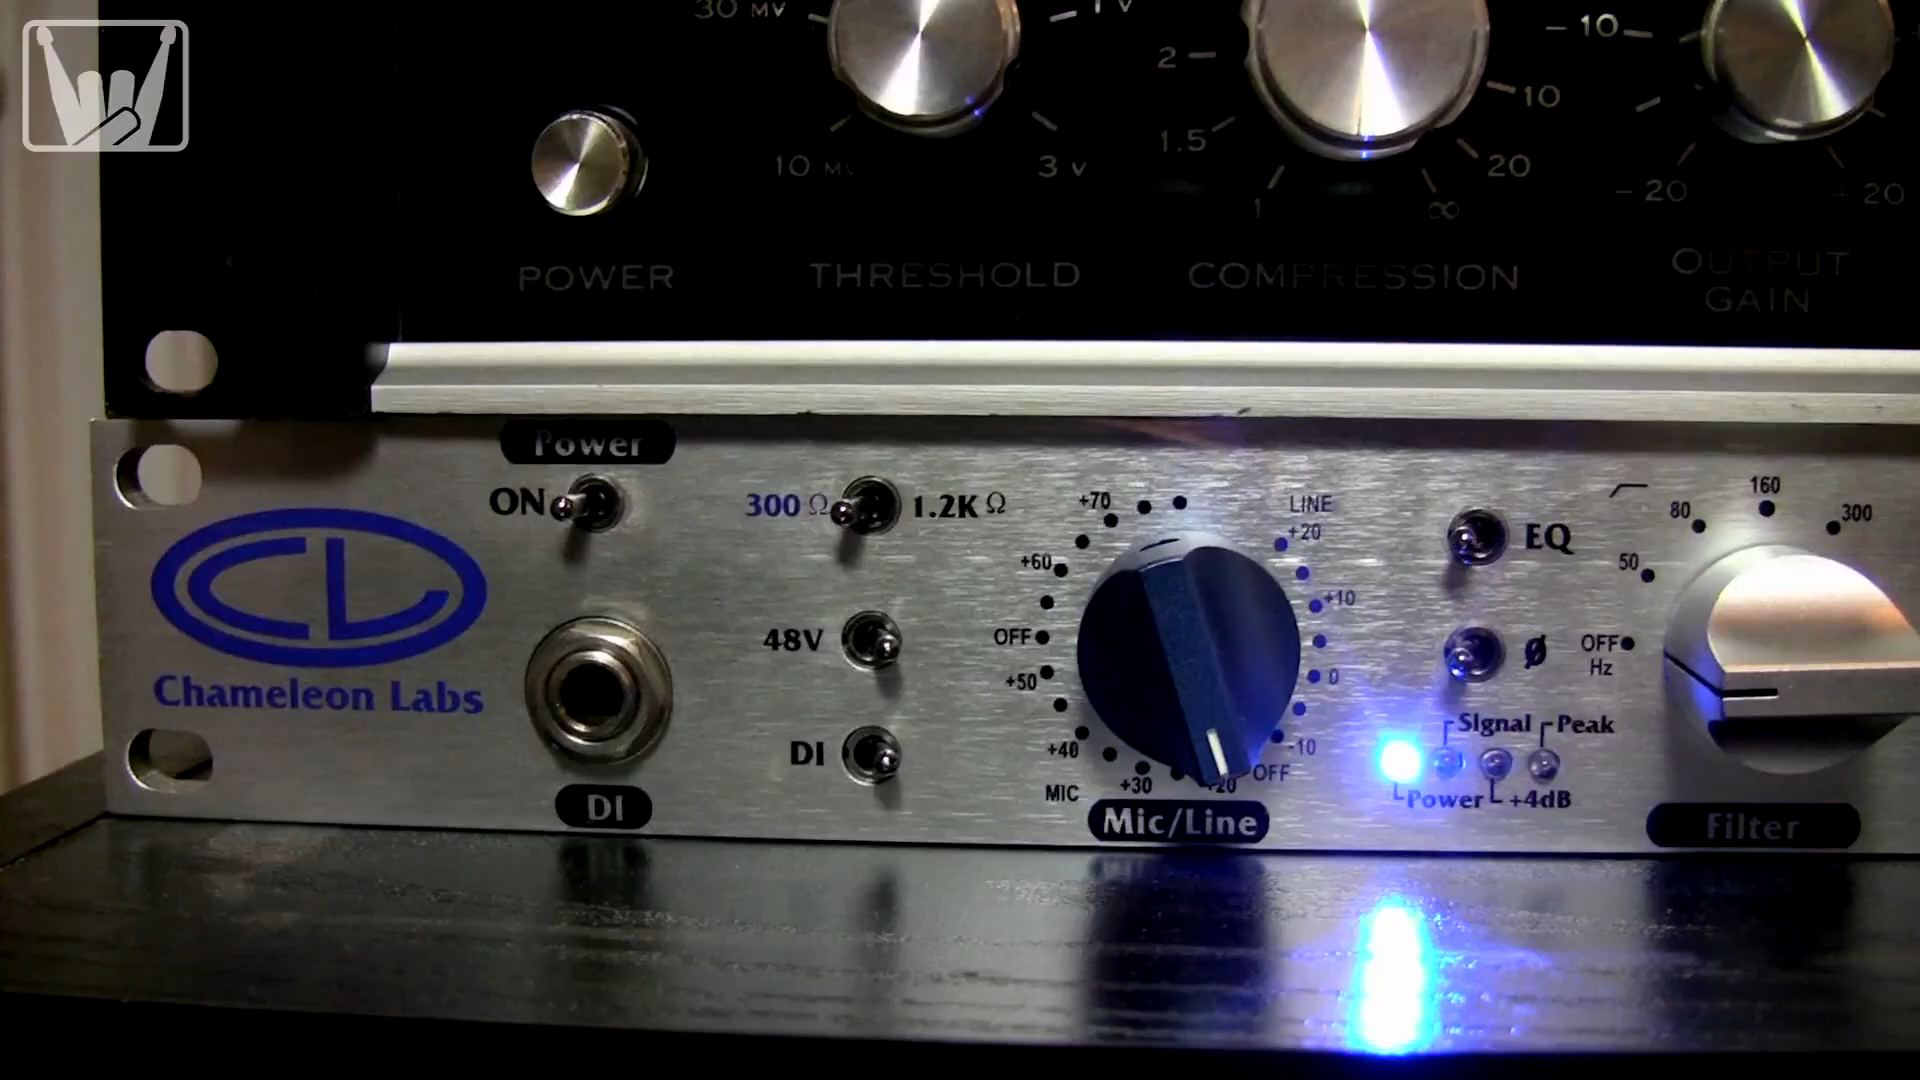 30 MV
1 V
10 MV
3 V
THRESHOLD
POWER
2
1.5
1
10
20
∞
COMPRESSION
-10
-20
+20
OUTPUT
GAIN
Power
ON
CL
Chameleon Labs
DI
300 Ω
1.2K Ω
48V
DI
+70
+60
OFF
+50
+40
+30
+20
MIC
LINE
+20
+10
0
-10
OFF
Mic/Line
EQ
Ø
Signal
Peak
Power
+4dB
80
160
300
50
OFF
Hz
Filter